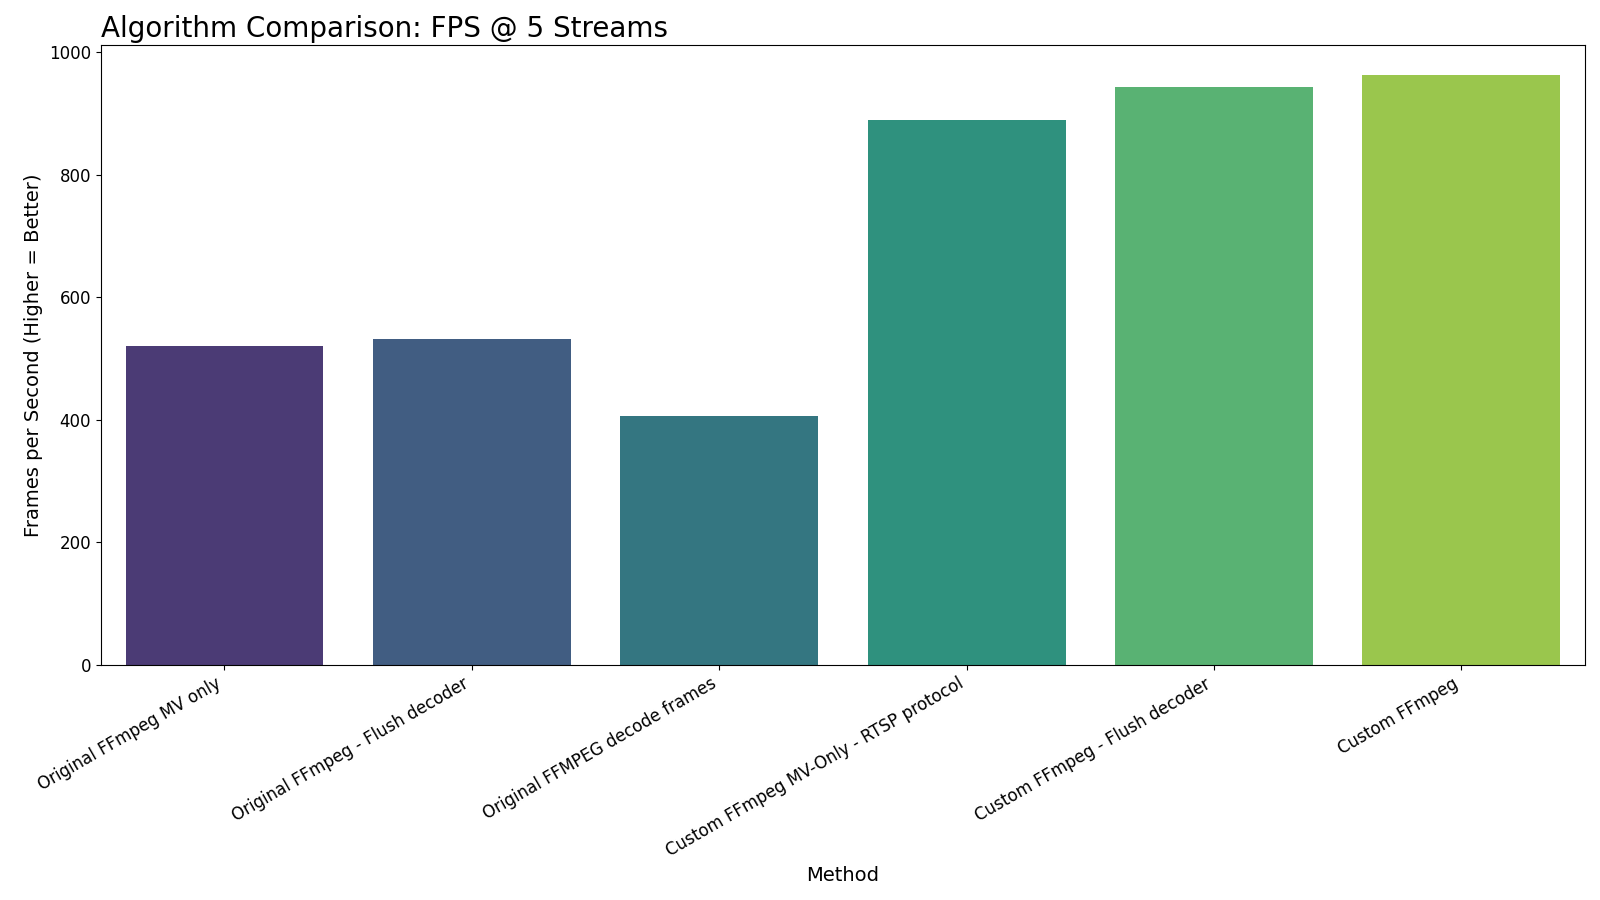 Algorithm Comparison: FPS @ 5 Streams
Frames per Second (Higher = Better)
1000
800
600
400
200
0
Original FFmpeg MV only
Original FFmpeg - Flush decoder
Original FFMPEG decode frames
Custom FFmpeg MV-Only - RTSP protocol
Custom FFmpeg - Flush decoder
Custom FFmpeg
Method